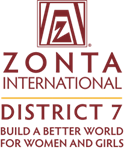 ZONTA
INTERNATIONAL
DISTRICT 7
BUILD A BETTER WORLD
FOR WOMEN AND GIRLS